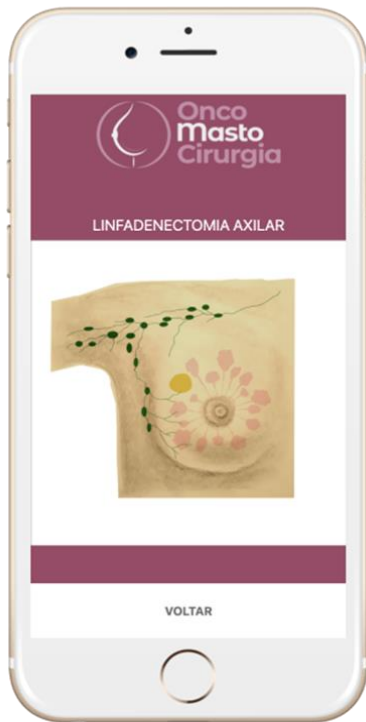 Onco
Masto
Cirurgia
LINFADENECTOMIA AXILAR
VOLTAR